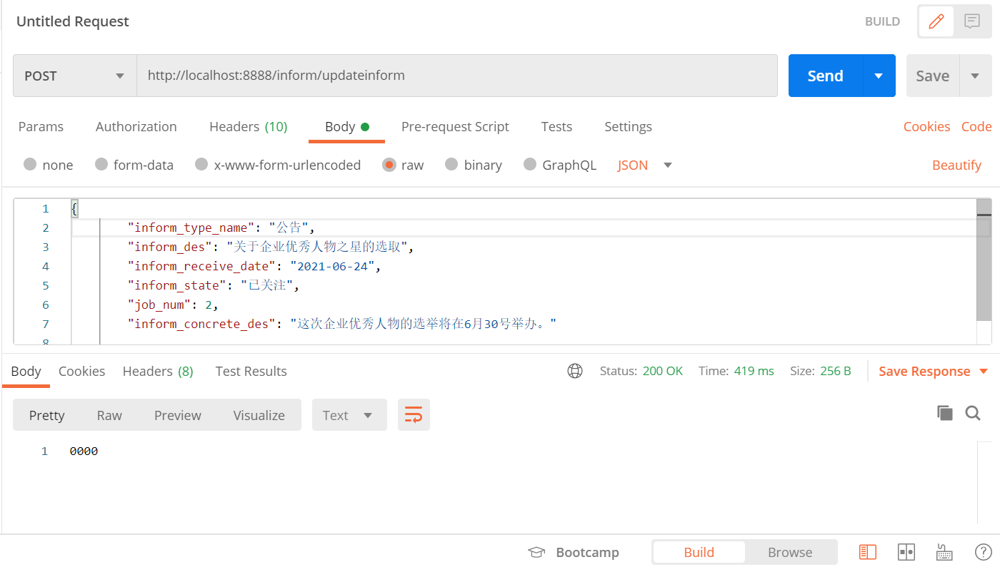 Untitled Request
BUILD
POST
http://localhost:8888/inform/updateinform
Send
Save
Params
Authorization
Headers (10)
Body
Pre-request Script
Tests
Settings
Cookies
Code
none
form-data
x-www-form-urlencoded
raw
binary
GraphQL
JSON
Beautify
1 {
2 "inform_type_name": "公告",
3 "inform_des": "关于企业优秀人物之星的选取",
4 "inform_receive_date": "2021-06-24",
5 "inform_state": "已关注",
6 "job_num": 2,
7 "inform_concrete_des": "这次企业优秀人物的选举将在6月30号举办。"
8
Body
Cookies
Headers (8)
Test Results
Status: 200 OK
Time: 419 ms
Size: 256 B
Save Response
Pretty
Raw
Preview
Visualize
Text
1 0000
Bootcamp
Build
Browse